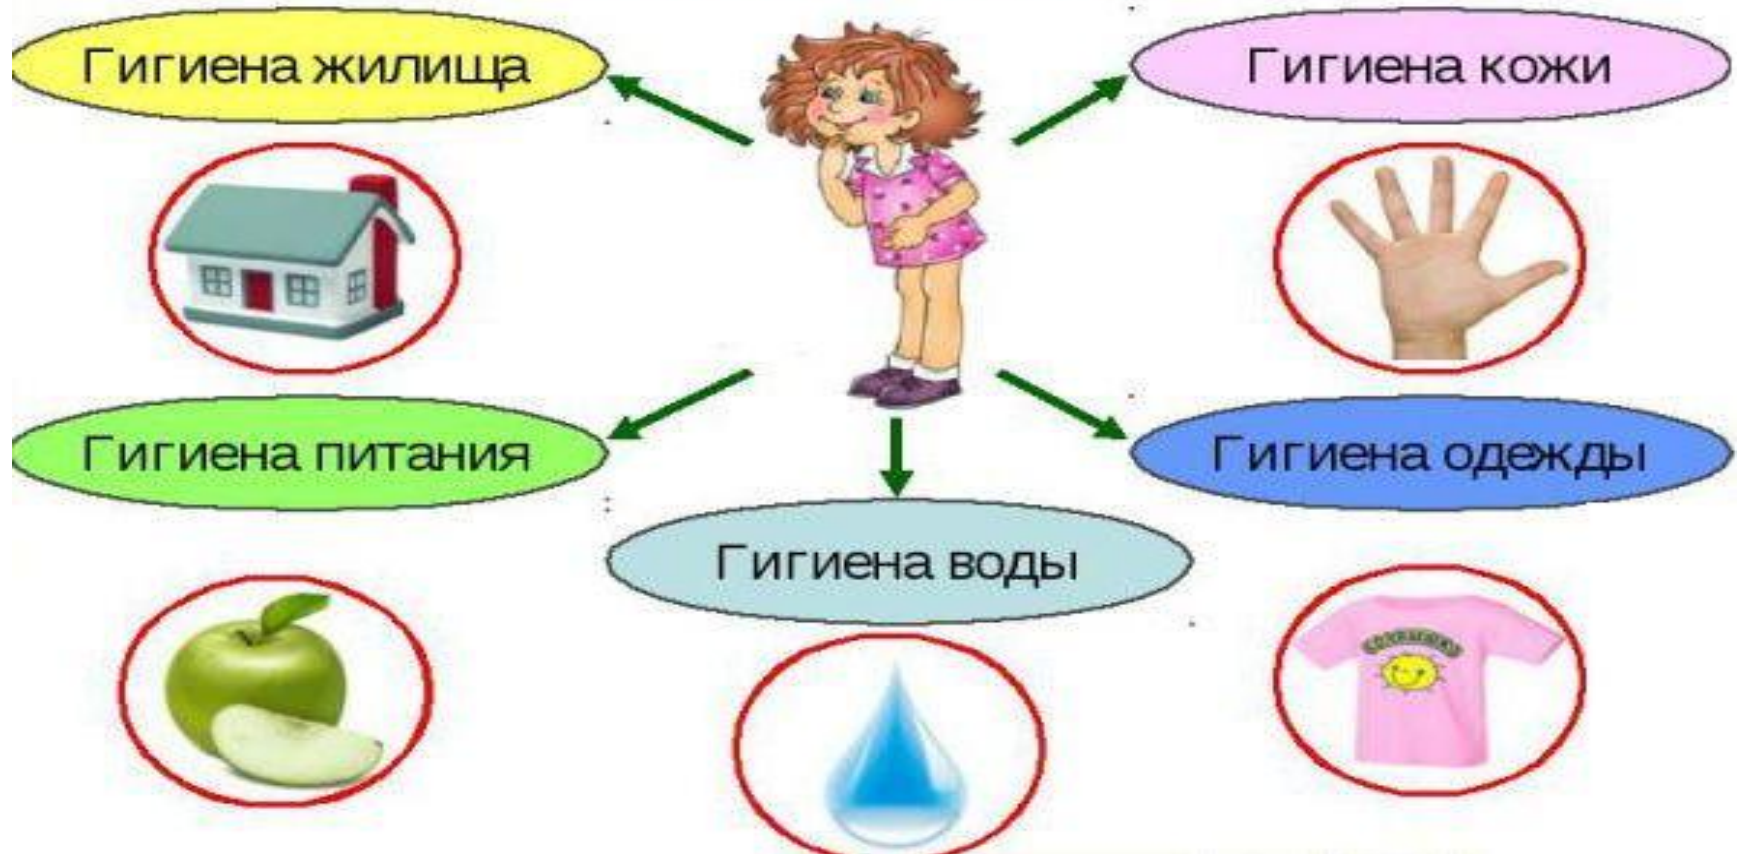 Гигиена жилища
Гигиена кожи
Гигиена питания
Гигиена одежды
Гигиена воды